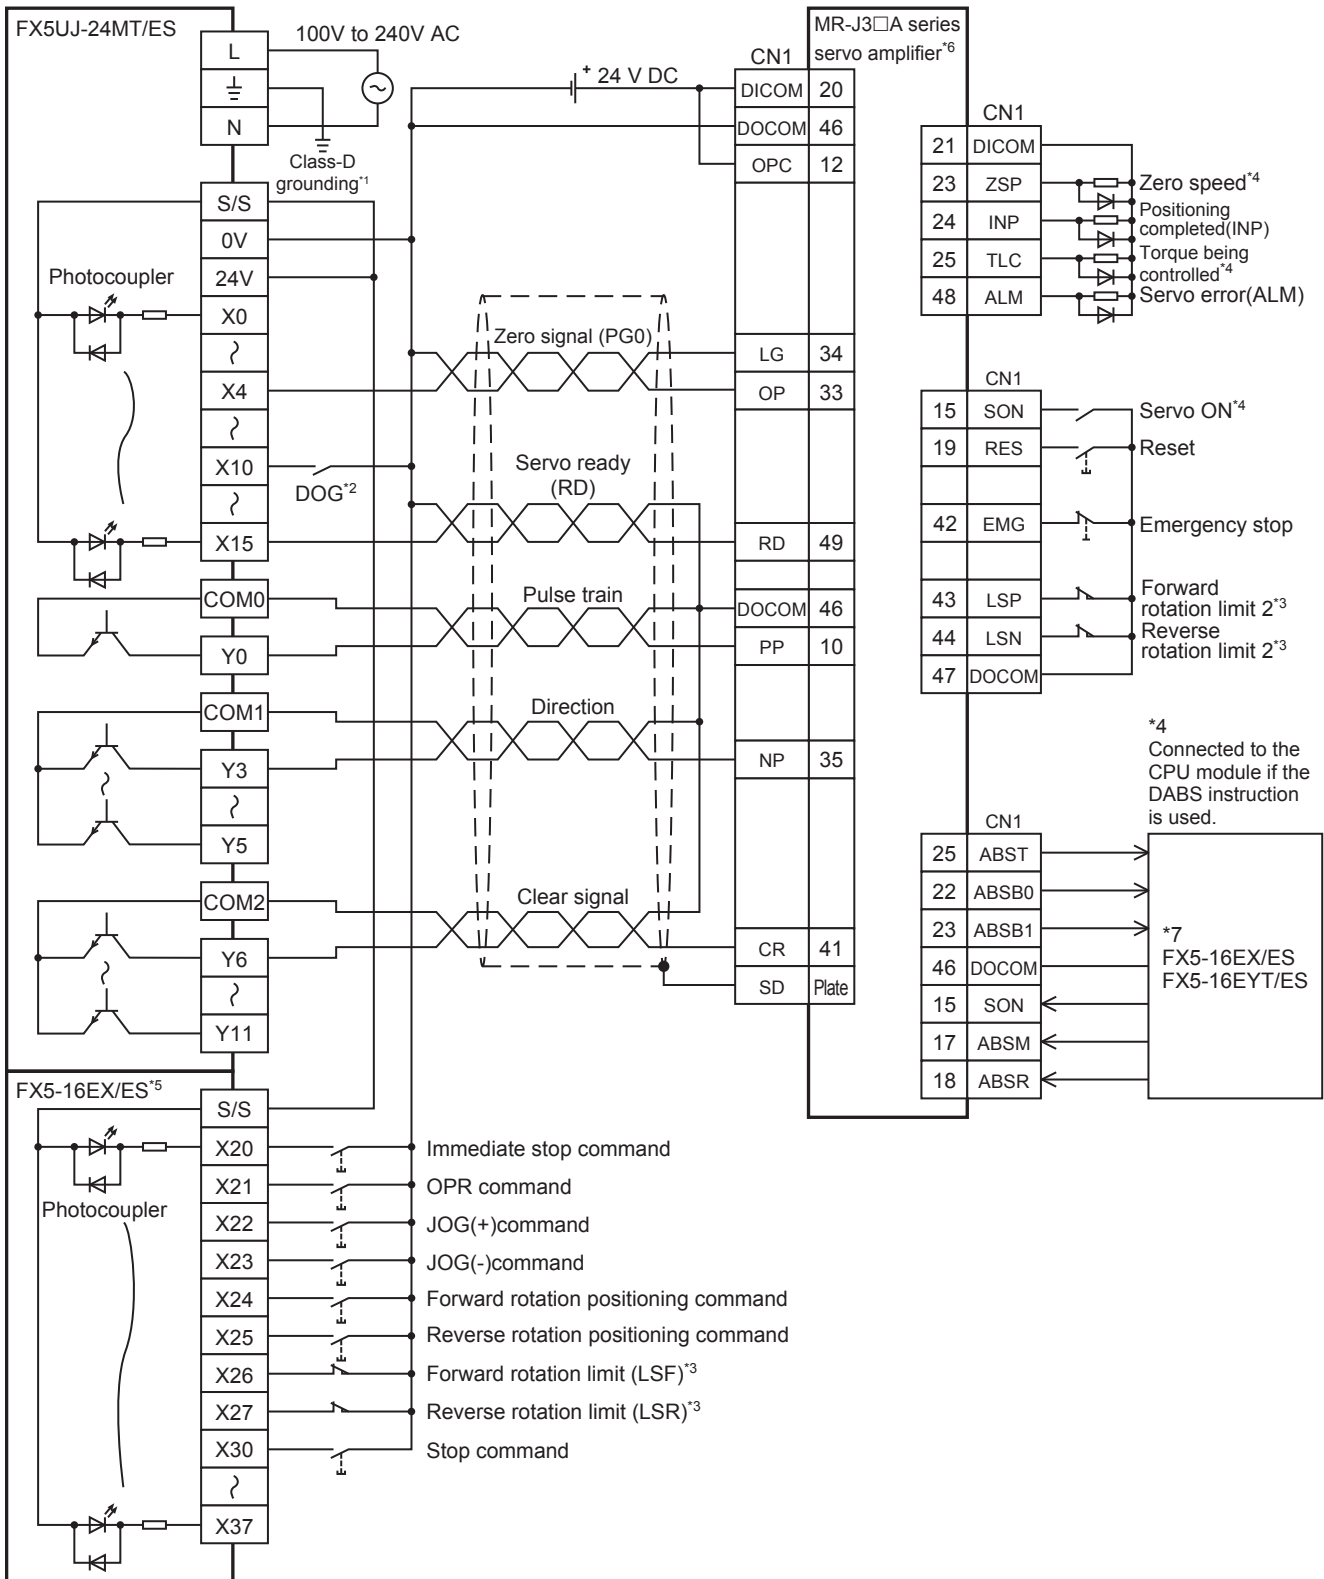 FX5UJ-24MT/ES
L
N
100V to 240V AC
Class-D
grounding*1
S/S
0V
24V
X0
X4
X10
X15
COM0
Y0
COM1
Y3
Y5
COM2
Y6
Y11
Photocoupler
DOG*2
+ 24 V DC
Zero signal (PG0)
Servo ready
(RD)
Pulse train
Direction
Clear signal
MR-J3□A series
servo amplifier*6
CN1
DICOM 20
DOCOM 46
OPC 12
LG 34
OP 33
RD 49
DOCOM 46
PP 10
NP 35
CR 41
SD Plate
CN1
21 DICOM
23 ZSP Zero speed*4
24 INP Positioning
completed(INP)
25 TLC Torque being
controlled*4
48 ALM Servo error(ALM)
CN1
15 SON Servo ON*4
19 RES Reset
42 EMG Emergency stop
43 LSP Forward
rotation limit 2*3
44 LSN Reverse
rotation limit 2*3
47 DOCOM
*4
Connected to the
CPU module if the
DABS instruction
is used.
CN1
25 ABST
22 ABSB0
23 ABSB1
46 DOCOM
15 SON
17 ABSM
18 ABSR
*7
FX5-16EX/ES
FX5-16EYT/ES
FX5-16EX/ES*5
Photocoupler
S/S
X20 Immediate stop command
X21 OPR command
X22 JOG(+)command
X23 JOG(-)command
X24 Forward rotation positioning command
X25 Reverse rotation positioning command
X26 Forward rotation limit (LSF)*3
X27 Reverse rotation limit (LSR)*3
X30 Stop command
X37